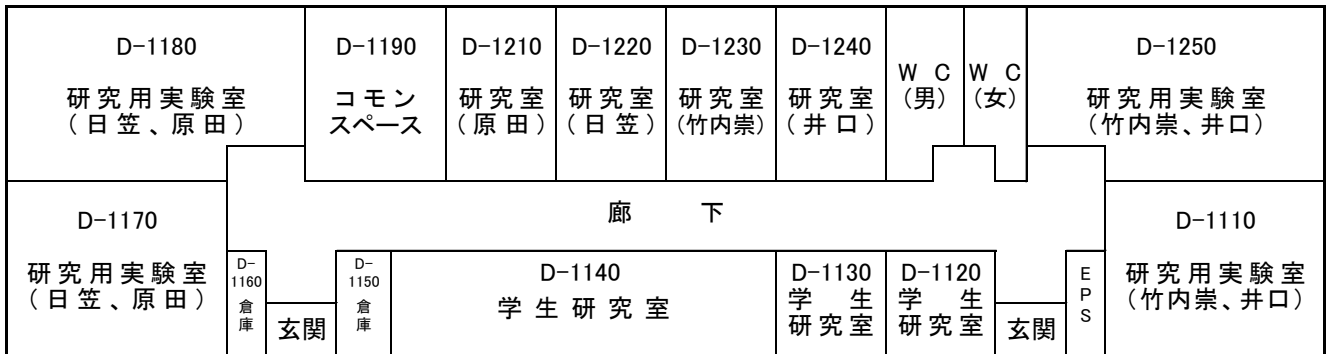 D-1180
研究用実験室
(日笠、原田)
D-1190
コモン
スペース
D-1210
研究室
(原田)
D-1220
研究室
(日笠)
D-1230
研究室
(竹内崇)
D-1240
研究室
(井口)
WC
(男)
WC
(女)
D-1250
研究用実験室
(竹内崇、井口)
廊下
D-1170
研究用実験室
(日笠、原田)
D-
1160
倉
庫
玄関
D-
1150
倉
庫
D-1140
学生研究室
D-1130
学生
研究室
D-1120
学生
研究室
玄関
E
P
S
D-1110
研究用実験室
(竹内崇、井口)